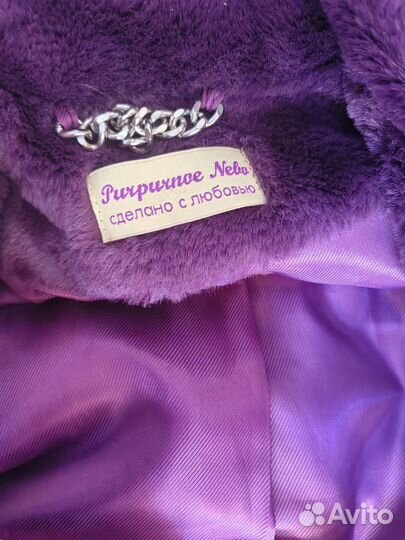 Purpurnoe Nebo
сделано с любовью
Avito